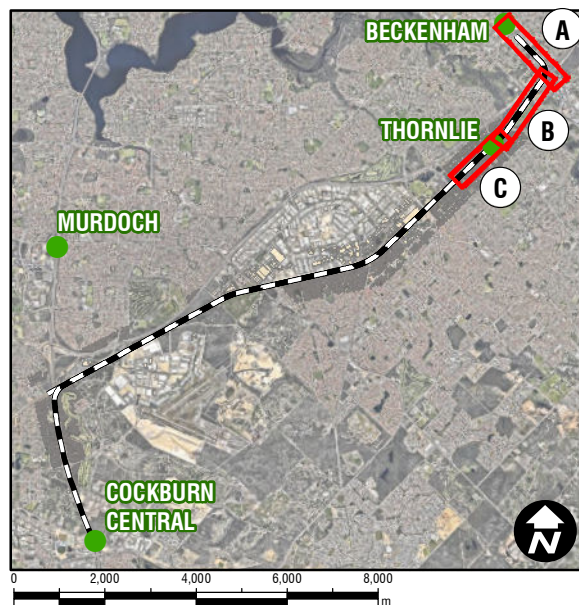 BECKENHAM
A
THORNLIE
B
C
MURDOCH
COCKBURN
CENTRAL
N
0 2,000 4,000 6,000 8,000
m